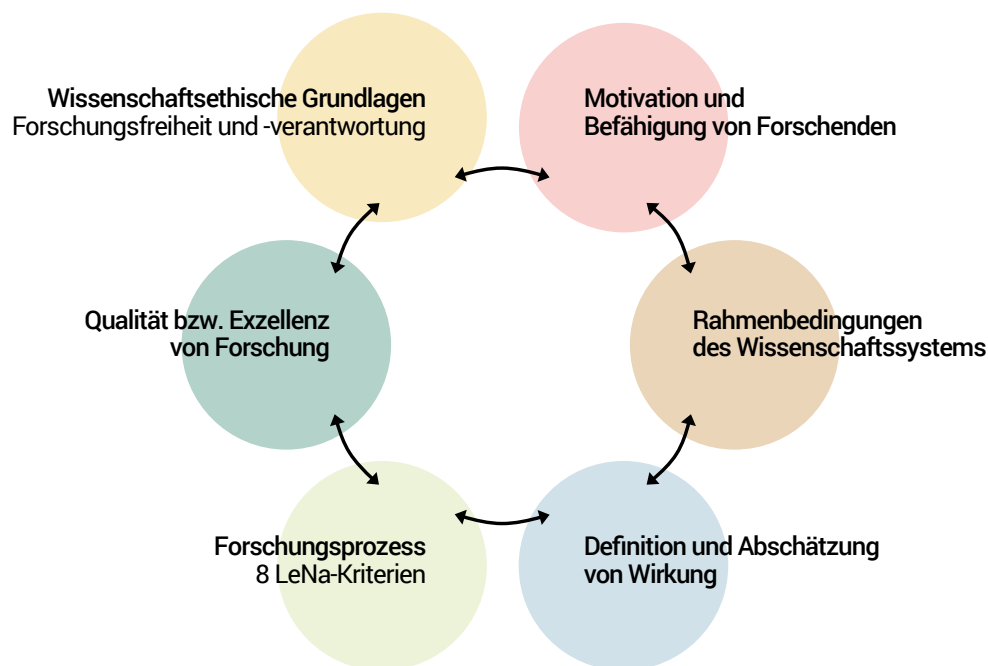 Wissenschaftsethische Grundlagen
Forschungsfreiheit und -verantwortung
Motivation und
Befähigung von Forschenden
Qualität bzw. Exzellenz
von Forschung
Rahmenbedingungen
des Wissenschaftssystems
Forschungsprozess
8 LeNa-Kriterien
Definition und Abschätzung
von Wirkung